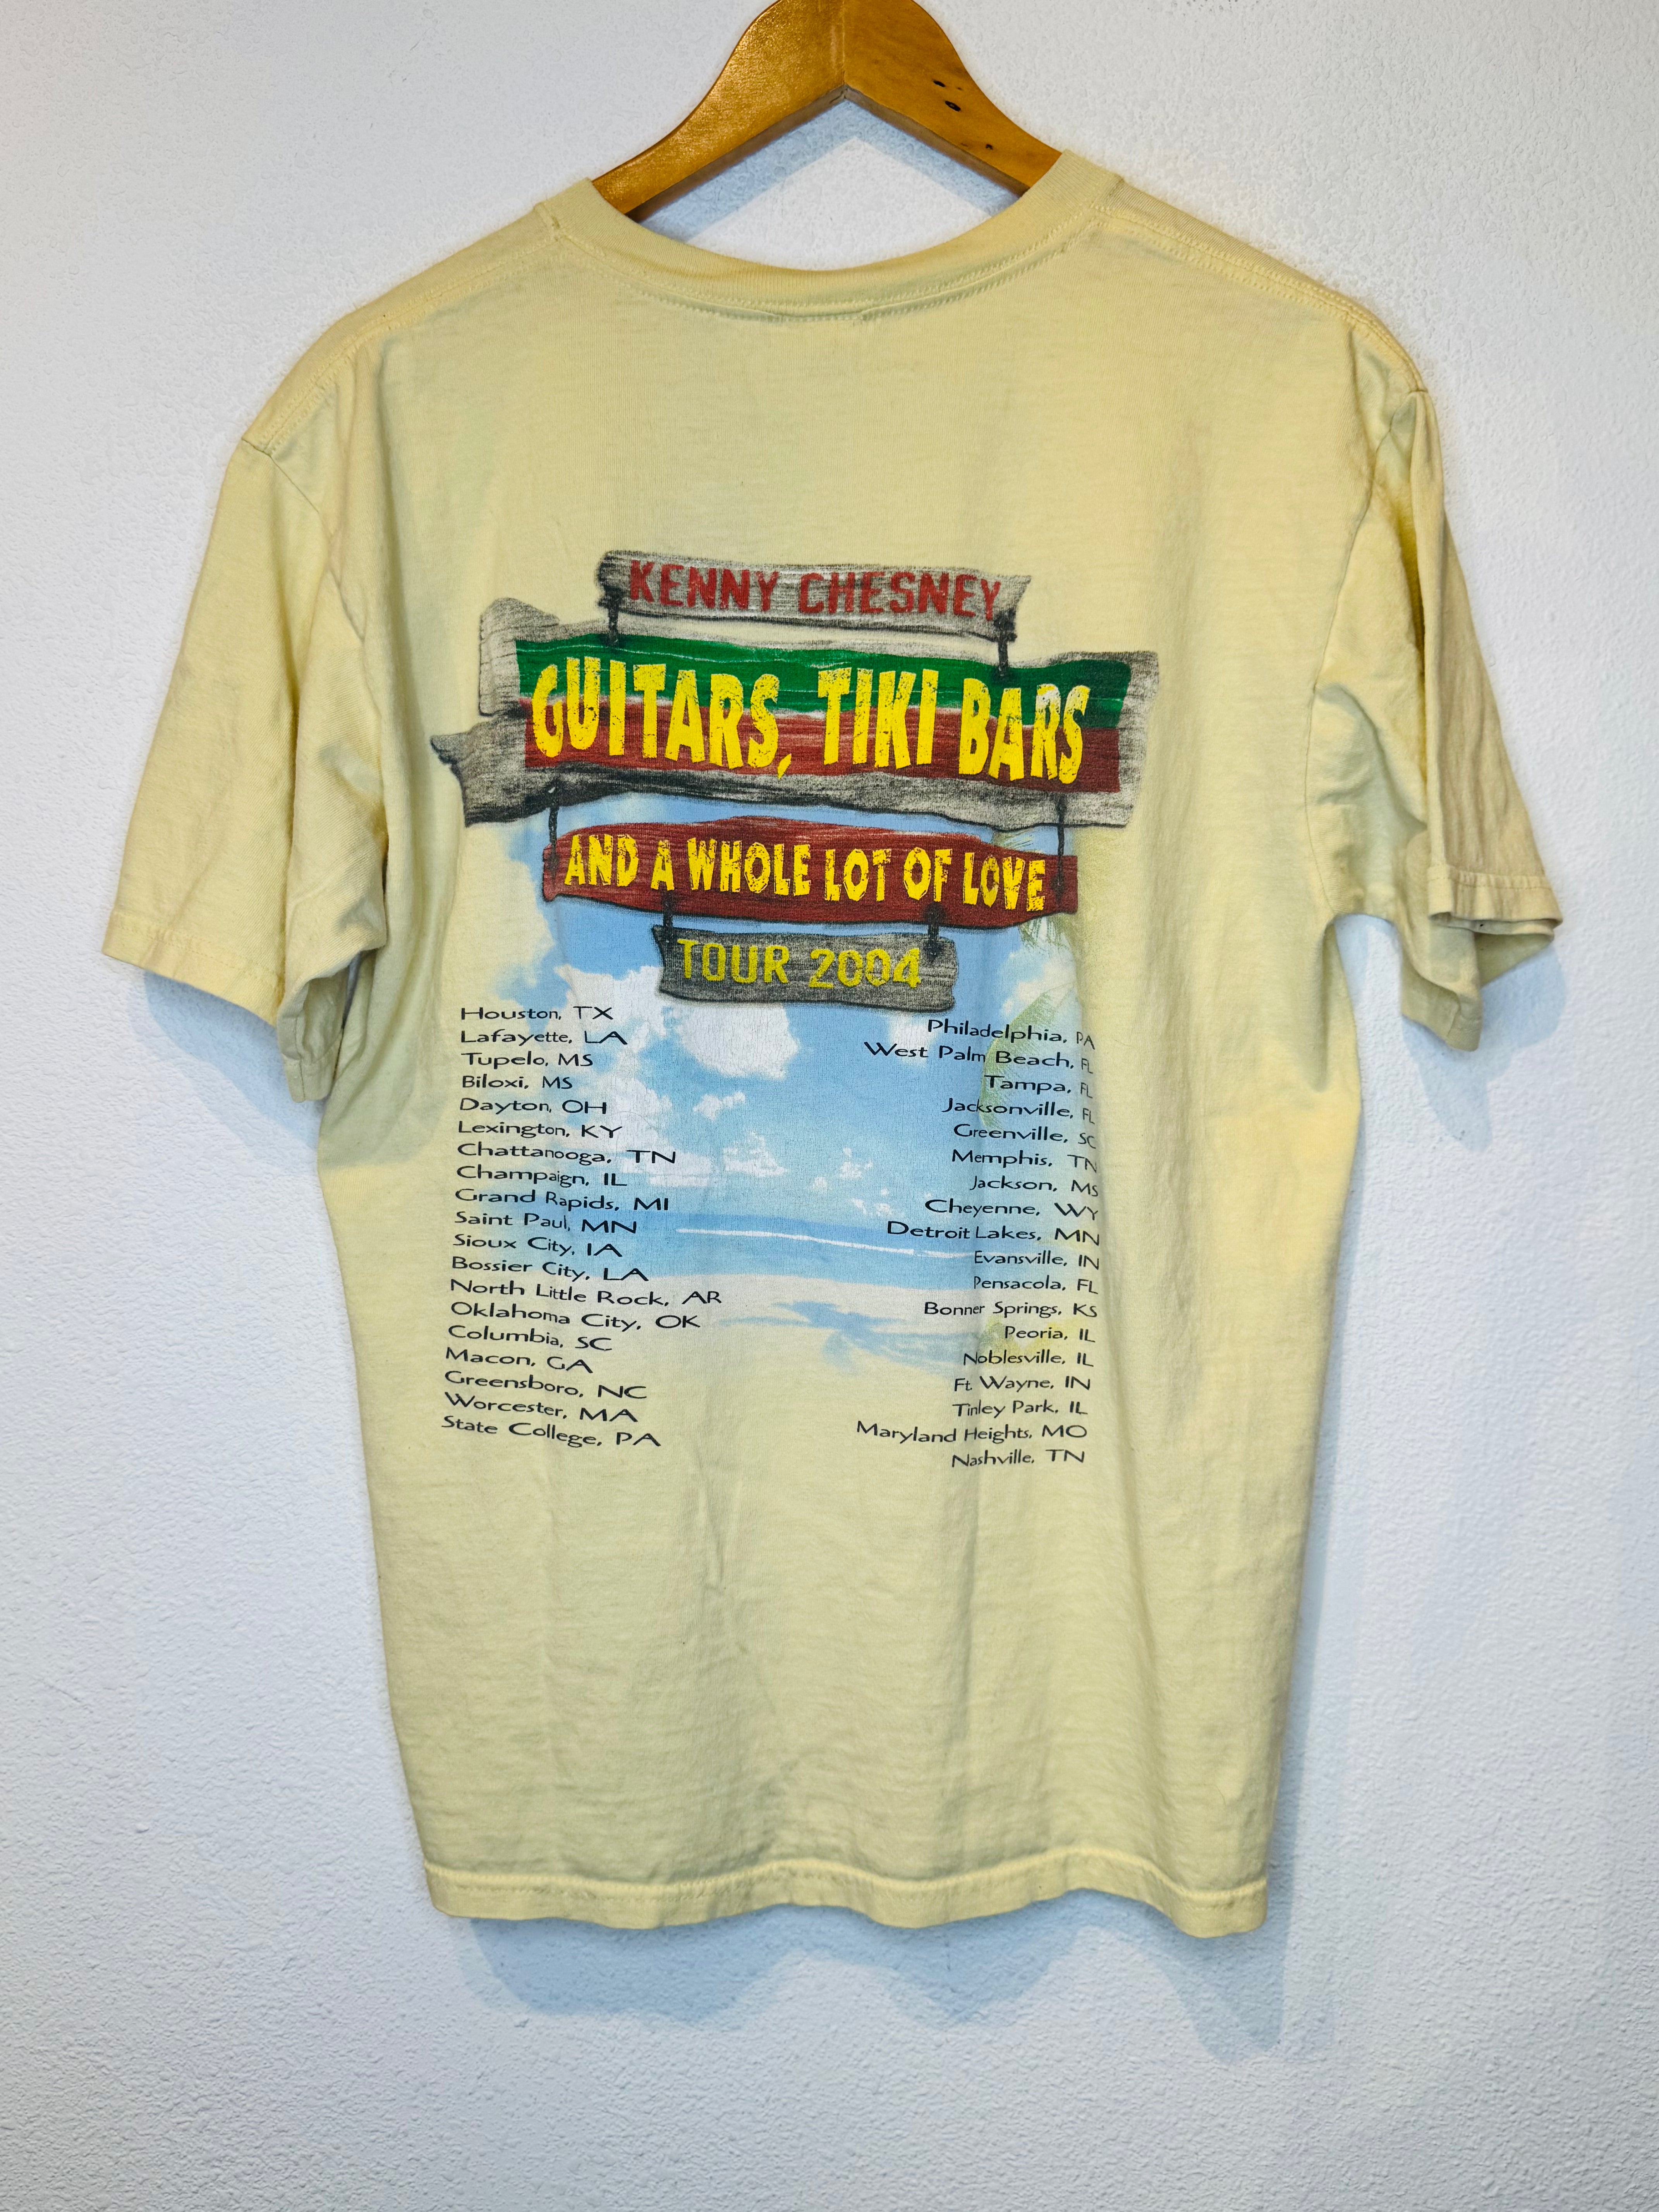 KENNY CHESNEY
GUITARS, TIKI BARS
AND A WHOLE LOT OF LOVE
TOUR 2004
Houston, TX
Lafayette, LA
Tupelo, MS
Biloxi, MS
Dayton, OH
Lexington, KY
Chattanooga, TN
Champaign, IL
Grand Rapids, MI
Saint Paul, MN
Sioux City, IA
Bossier City, LA
North Little Rock, AR
Oklahoma City, OK
Columbia, SC
Macon, GA
Greensboro, NC
Worcester, MA
State College, PA
Philadelphia, PA
West Palm Beach, FL
Tampa, FL
Jacksonville, FL
Greenville, SC
Memphis, TN
Jackson, MS
Cheyenne, WY
Detroit Lakes, MN
Evansville, IN
Pensacola, FL
Bonner Springs, KS
Peoria, IL
Noblesville, IL
Ft. Wayne, IN
Tinley Park, IL
Maryland Heights, MO
Nashville, TN